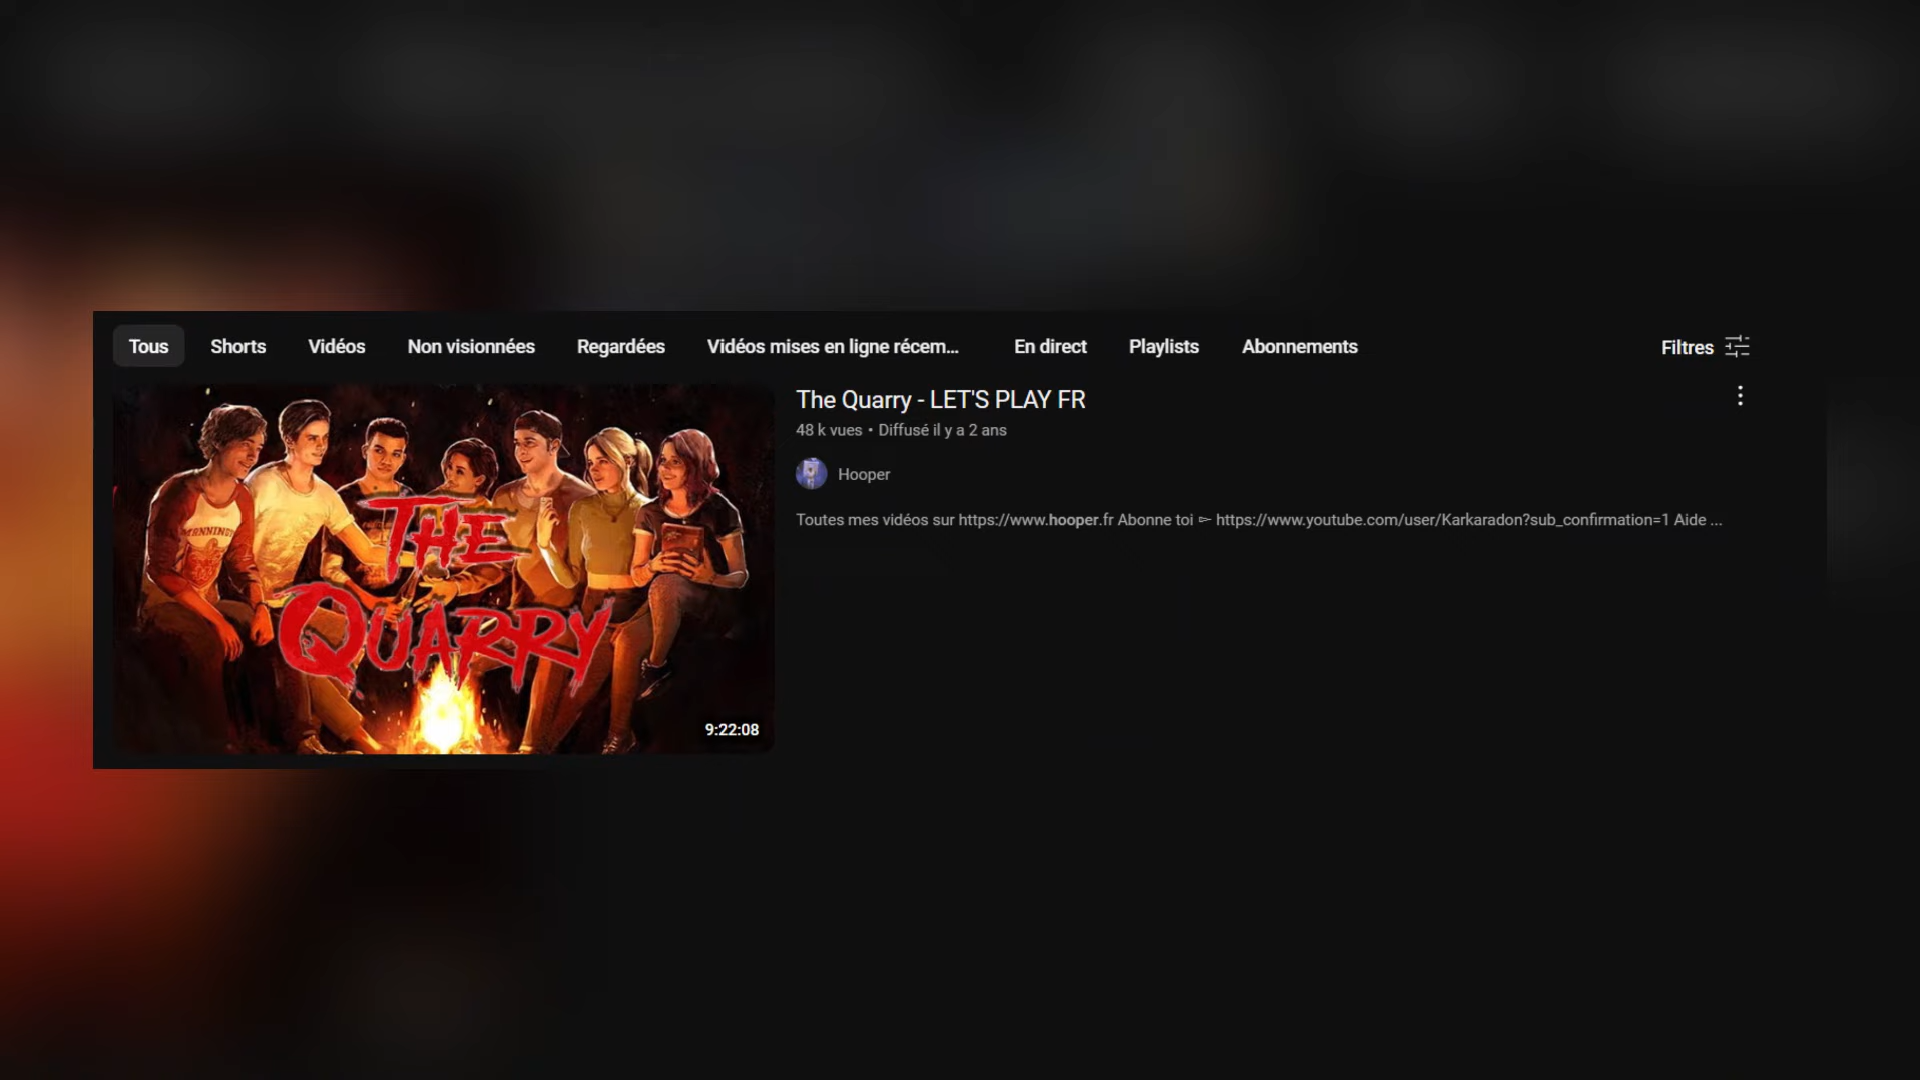 Tous Shorts Vidéos Non visionnées Regardées Vidéos mises en ligne récem... En direct Playlists Abonnements Filtres
MANNING
THE
QUARRY
9:22:08
The Quarry - LET'S PLAY FR
48 k vues • Diffusé il y a 2 ans
Hooper
Toutes mes vidéos sur https://www.hooper.fr Abonne toi ► https://www.youtube.com/user/Karkaradon?sub_confirmation=1 Aide ...